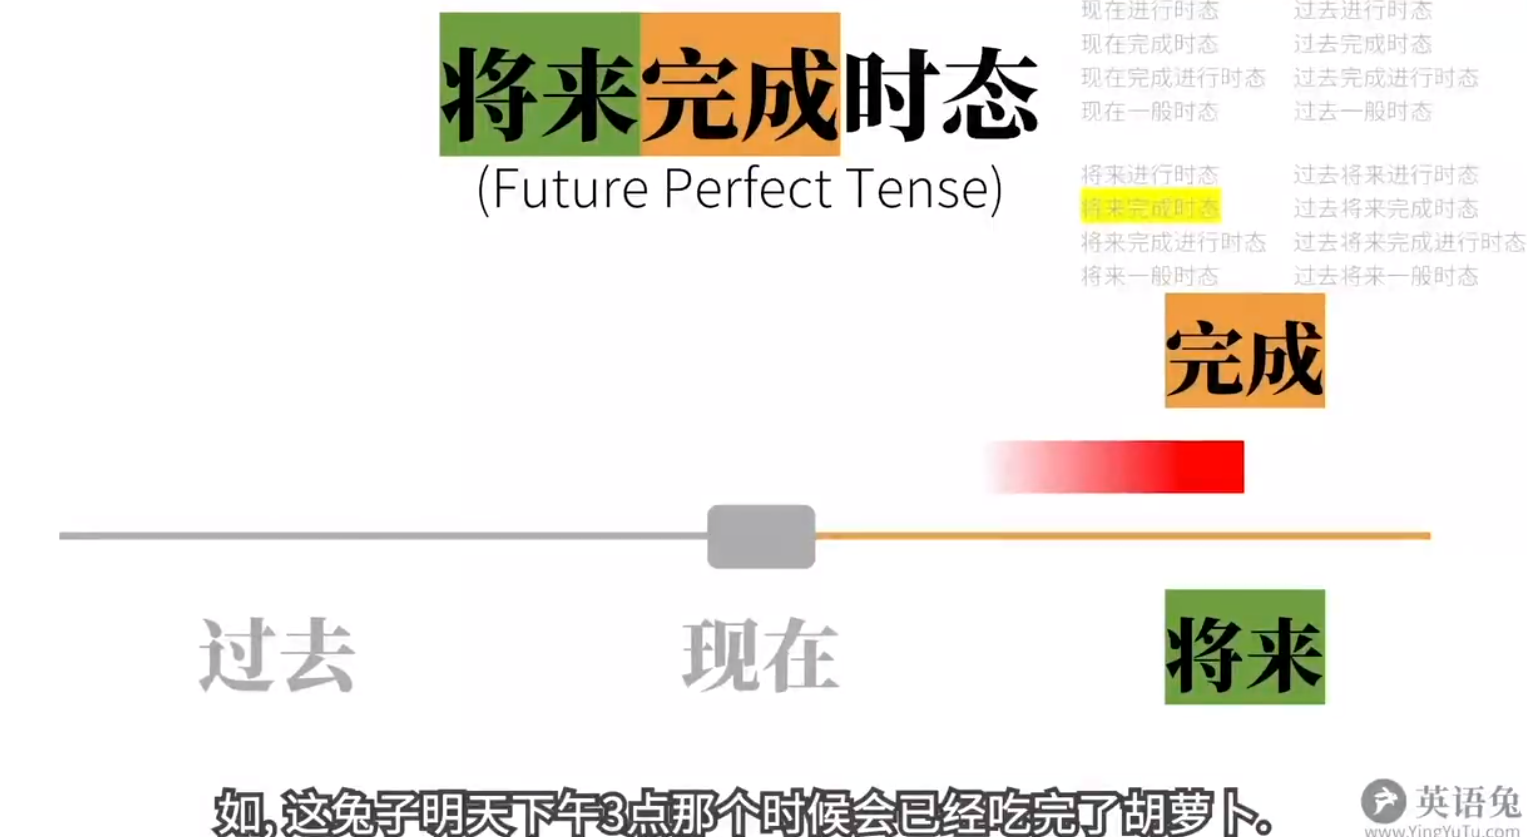 将来完成时态
(Future Perfect Tense)
现在进行时态 过去进行时态
现在完成时态 过去完成时态
现在完成进行时态 过去完成进行时态
现在一般时态 过去一般时态
将来进行时态 过去将来进行时态
将来完成时态 过去将来完成时态
将来完成进行时态 过去将来完成进行时态
将来一般时态 过去将来一般时态
完成
过去 现在 将来
如, 这兔子明天下午3点那个时候会已经吃完了胡萝卜.
英语兔
www.YingYuTu.com